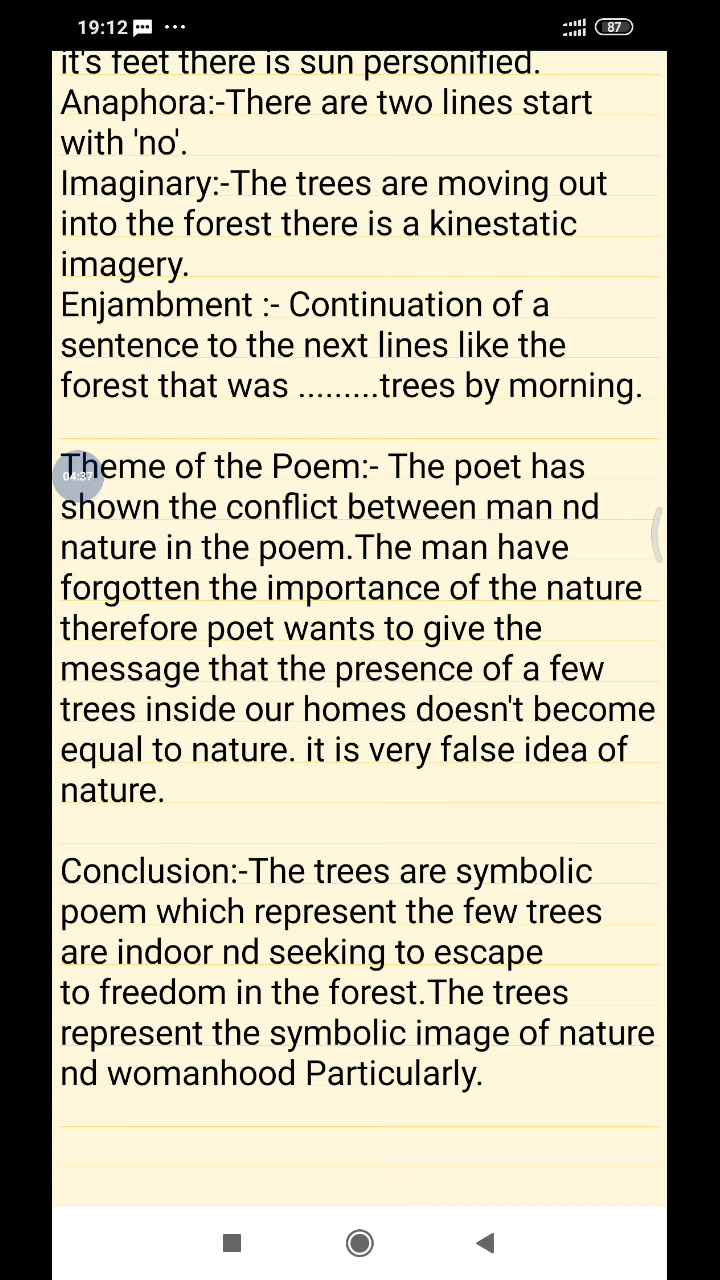 19:12
87
it's feet there is sun personified.
Anaphora:-There are two lines start
with 'no'.
Imaginary:-The trees are moving out
into the forest there is a kinestatic
imagery.
Enjambment :- Continuation of a
sentence to the next lines like the
forest that was .........trees by morning.
Theme of the Poem:- The poet has
04:37
shown the conflict between man nd
nature in the poem.The man have
forgotten the importance of the nature
therefore poet wants to give the
message that the presence of a few
trees inside our homes doesn't become
equal to nature. it is very false idea of
nature.
Conclusion:-The trees are symbolic
poem which represent the few trees
are indoor nd seeking to escape
to freedom in the forest.The trees
represent the symbolic image of nature
nd womanhood Particularly.